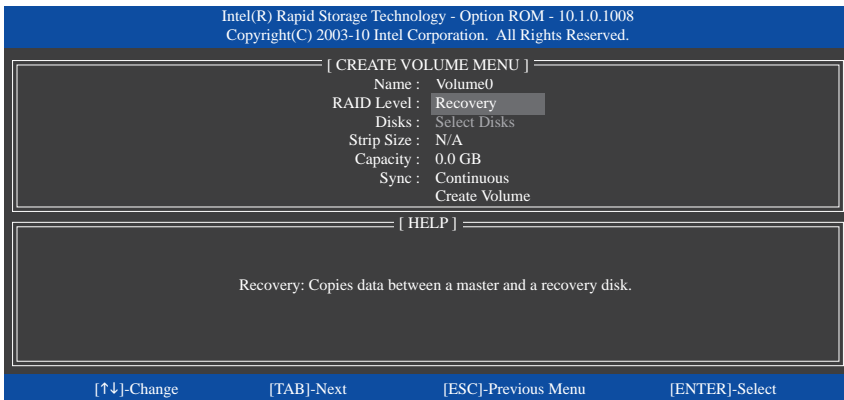 Intel(R) Rapid Storage Technology - Option ROM - 10.1.0.1008
Copyright(C) 2003-10 Intel Corporation.  All Rights Reserved.
[ CREATE VOLUME MENU ]
Name : Volume0
RAID Level : Recovery
Disks : Select Disks
Strip Size : N/A
Capacity : 0.0 GB
Sync : Continuous
Create Volume
[ HELP ]
Recovery: Copies data between a master and a recovery disk.
[↑↓]-Change [TAB]-Next [ESC]-Previous Menu [ENTER]-Select